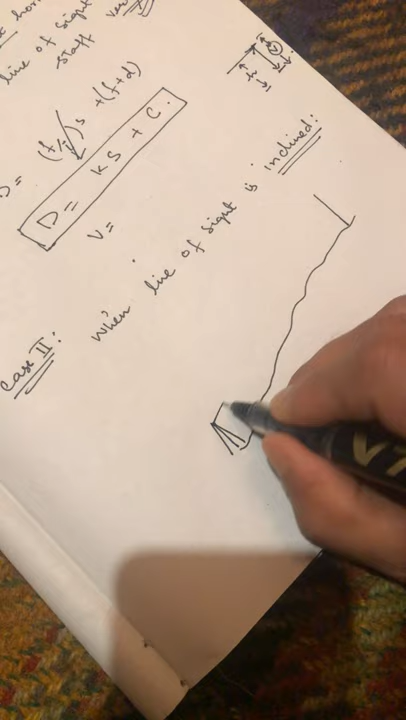 line of sight
staff
D = (f/i)s + (f+d)
D = KS + C.
V =
Case II:
When line of sight is inclined: